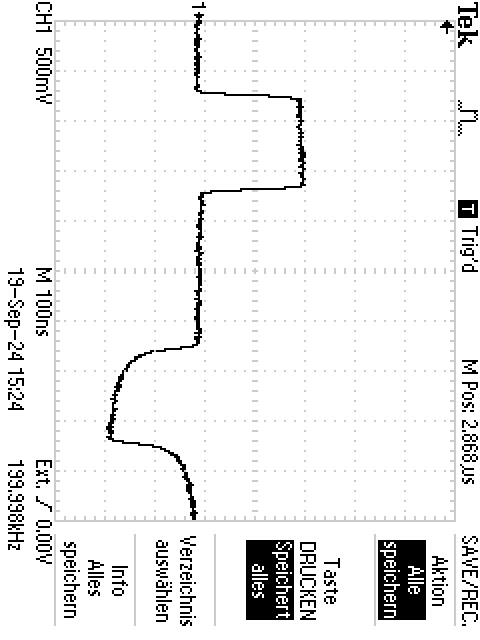 Tek T Trig'd M Pos: 2.868µs SAVE/REC.
Aktion
Alle
speichern
Taste
DRUCKEN
Speichert
alles
Verzeichnis
auswählen
Info
Alles
speichern
1
CH1 500mV M 100ns Ext ∕ 0.00V
19-Sep-24 15:24 199.998kHz